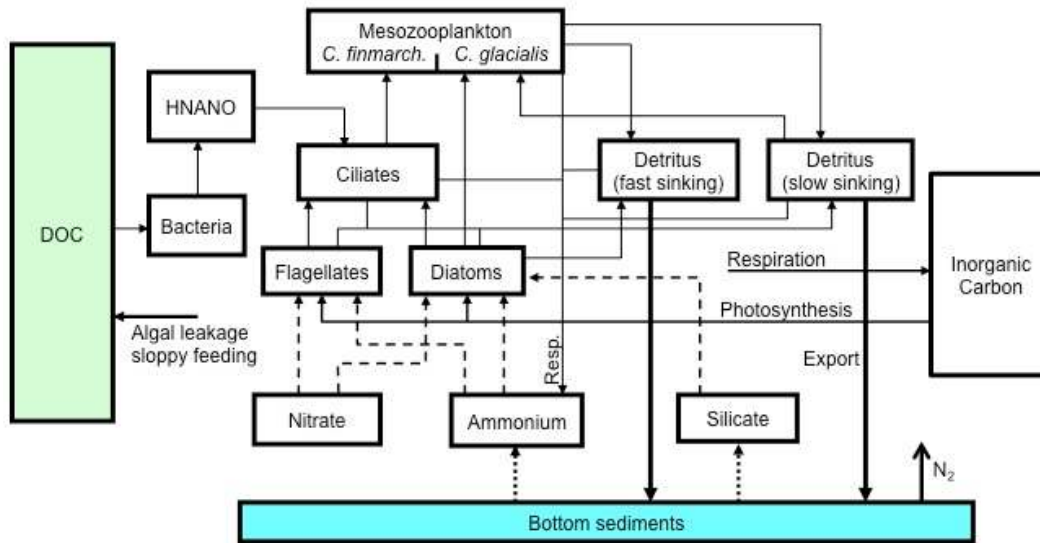 Mesozooplankton
C. finmarch. C. glacialis
HNANO
Ciliates
Detritus
(fast sinking)
Detritus
(slow sinking)
DOC
Bacteria
Flagellates
Diatoms
Respiration
Inorganic
Carbon
Photosynthesis
Algal leakage
sloppy feeding
Resp.
Export
Nitrate
Ammonium
Silicate
N₂
Bottom sediments